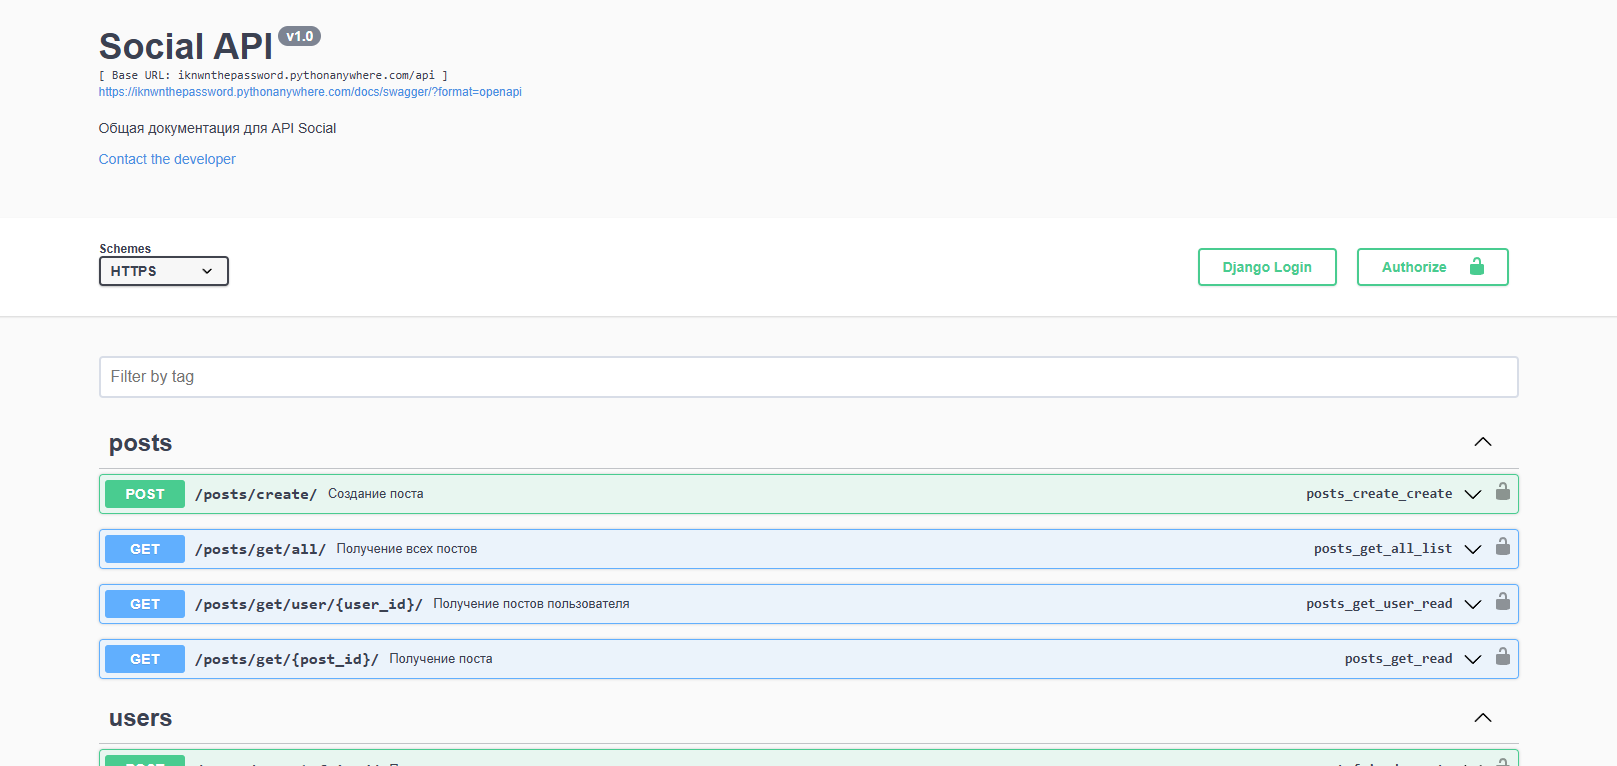 Social API v1.0
[ Base URL: iknwnthepassword.pythonanywhere.com/api ]
https://iknwnthepassword.pythonanywhere.com/docs/swagger/?format=openapi
Общая документация для API Social
Contact the developer
Schemes
HTTPS
Django Login
Authorize
Filter by tag
posts
POST /posts/create/ Создание поста posts_create_create
GET /posts/get/all/ Получение всех постов posts_get_all_list
GET /posts/get/user/{user_id}/ Получение постов пользователя posts_get_user_read
GET /posts/get/{post_id}/ Получение поста posts_get_read
users
POST